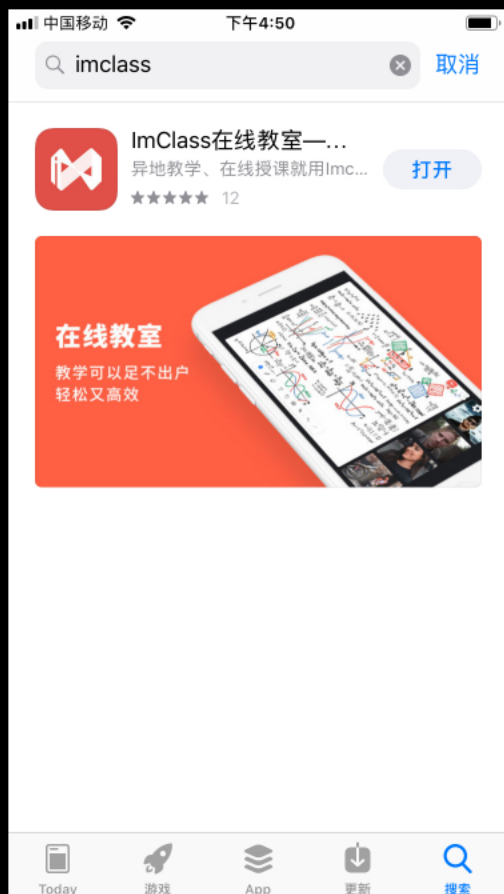 中国移动 下午4:50
imclass 取消
ImClass在线教室—...
异地教学、在线授课就用Imc...
打开
12
在线教室
教学可以足不出户
轻松又高效
Today 游戏 App 更新 搜索